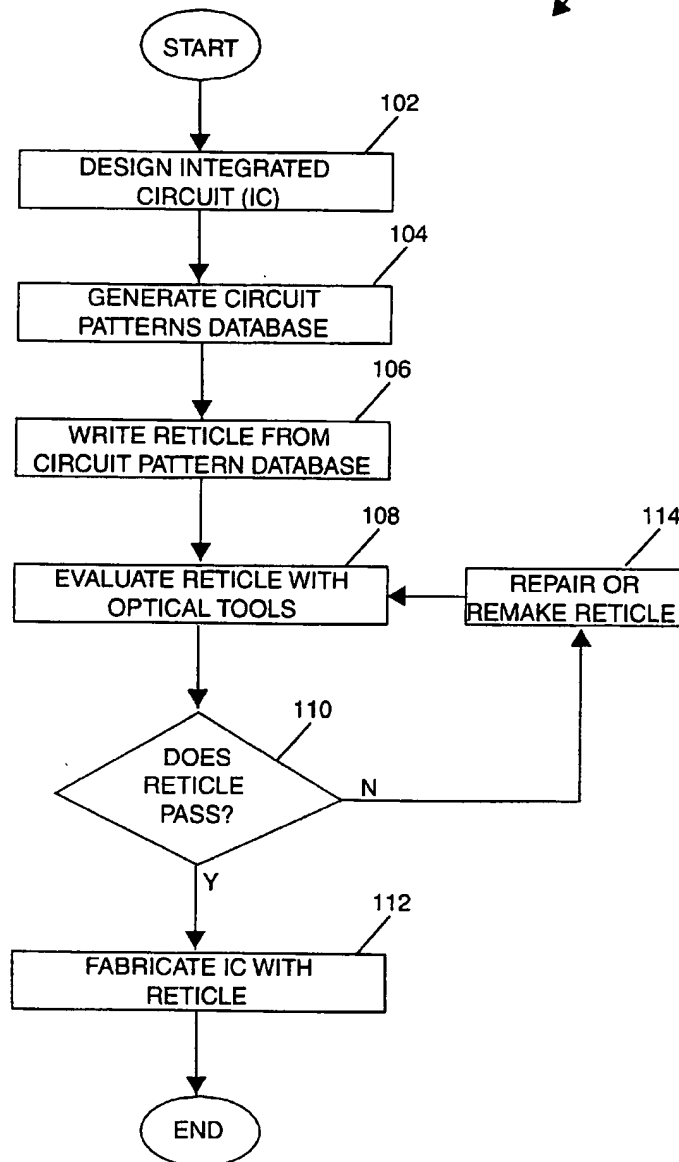 START
102
DESIGN INTEGRATED
CIRCUIT (IC)
104
GENERATE CIRCUIT
PATTERNS DATABASE
106
WRITE RETICLE FROM
CIRCUIT PATTERN DATABASE
108
EVALUATE RETICLE WITH
OPTICAL TOOLS
114
REPAIR OR
REMAKE RETICLE
110
DOES
RETICLE
PASS?
N
Y
112
FABRICATE IC WITH
RETICLE
END